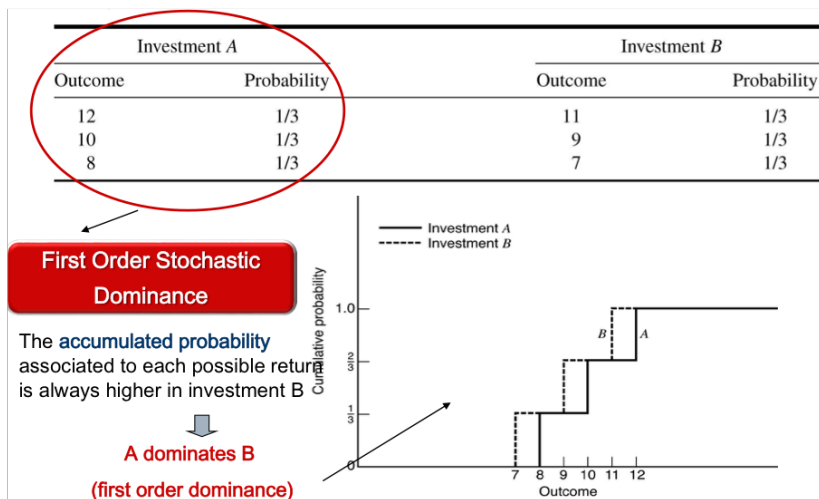 Investment A Investment B
Outcome Probability Outcome Probability
12 1/3 11 1/3
10 1/3 9 1/3
8 1/3 7 1/3
First Order Stochastic
Dominance
The accumulated probability
associated to each possible return
is always higher in investment B
A dominates B
(first order dominance)
Investment A
Investment B
Cumulative probability
1.0
2/3
1/3
0
B A
7 8 9 10 11 12
Outcome